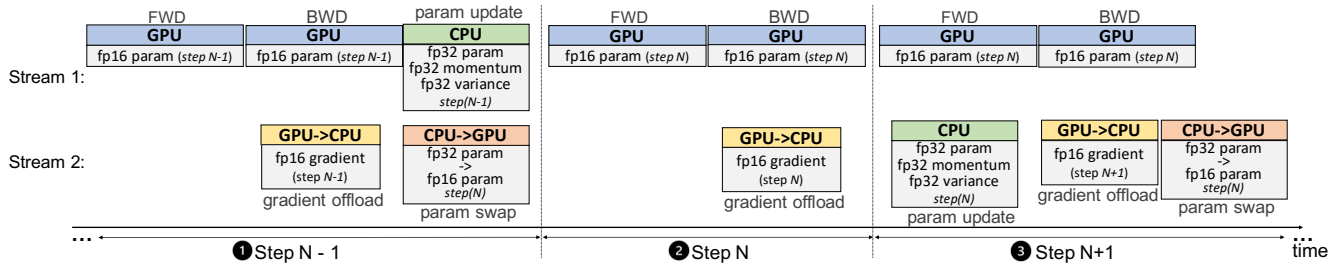 FWD BWD param update FWD BWD FWD BWD
GPU GPU CPU GPU GPU GPU GPU
Stream 1:
fp16 param (step N-1) fp16 param (step N-1) fp32 param fp16 param (step N) fp16 param (step N) fp16 param (step N) fp16 param (step N)
fp32 momentum
fp32 variance
step(N-1)
Stream 2:
GPU->CPU CPU->GPU GPU->CPU CPU GPU->CPU CPU->GPU
fp16 gradient
(step N-1)
gradient offload
fp32 param
->
fp16 param
step(N)
param swap
fp16 gradient
(step N)
gradient offload
fp32 param
fp32 momentum
fp32 variance
step(N)
param update
fp16 gradient
(step N+1)
gradient offload
fp32 param
->
fp16 param
step(N)
param swap
... ❶ Step N - 1 ❷ Step N ❸ Step N+1 ... time